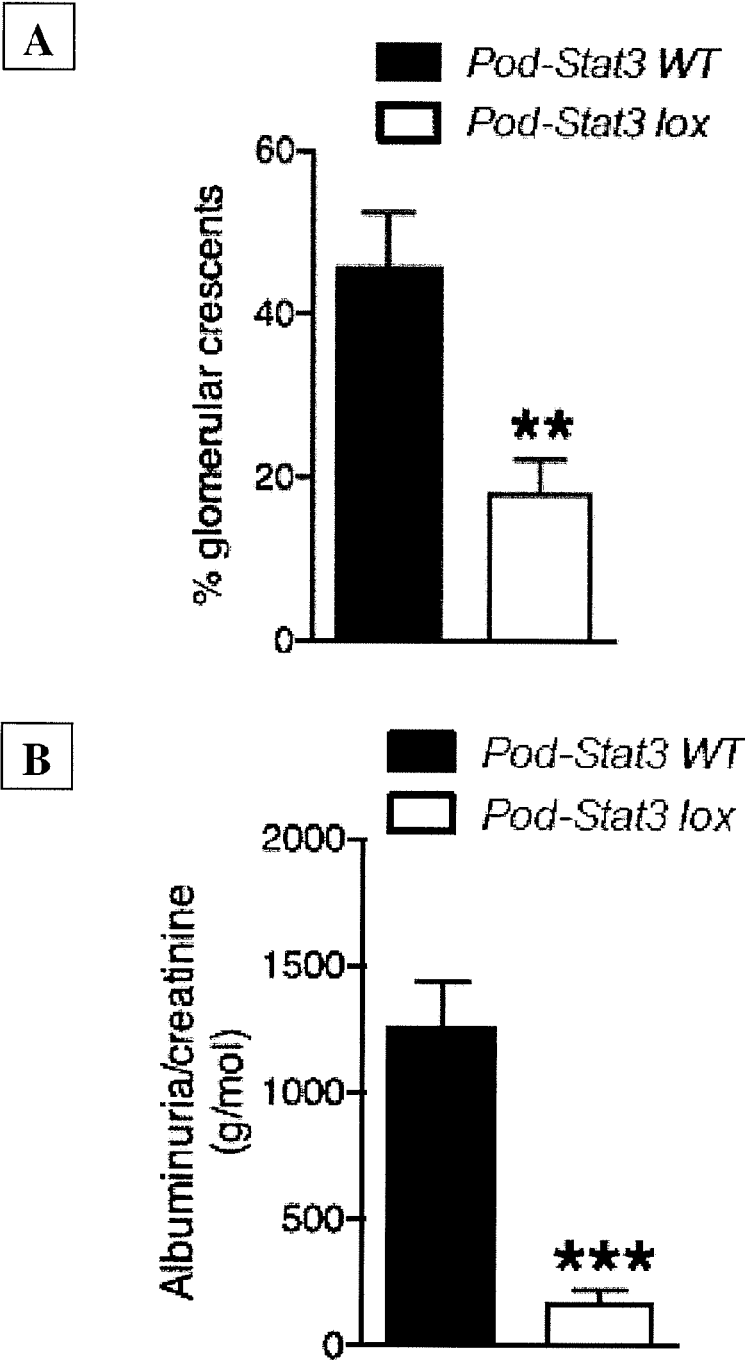 A
Pod-Stat3 WT
Pod-Stat3 lox
% glomerular crescents
60
40
20
0
**
B
Pod-Stat3 WT
Pod-Stat3 lox
Albuminuria/creatinine
(g/mol)
2000
1500
1000
500
0
***